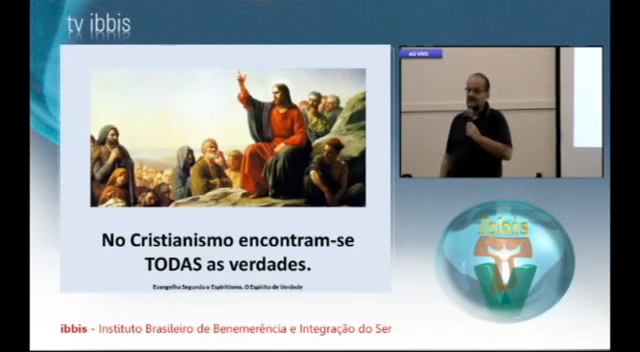 tv ibbis
AO VIVO
No Cristianismo encontram-se
TODAS as verdades.
Evangelho Segundo o Espiritismo. O Espírito de Verdade
ibbis
ibbis - Instituto Brasileiro de Benemerência e Integração do Ser